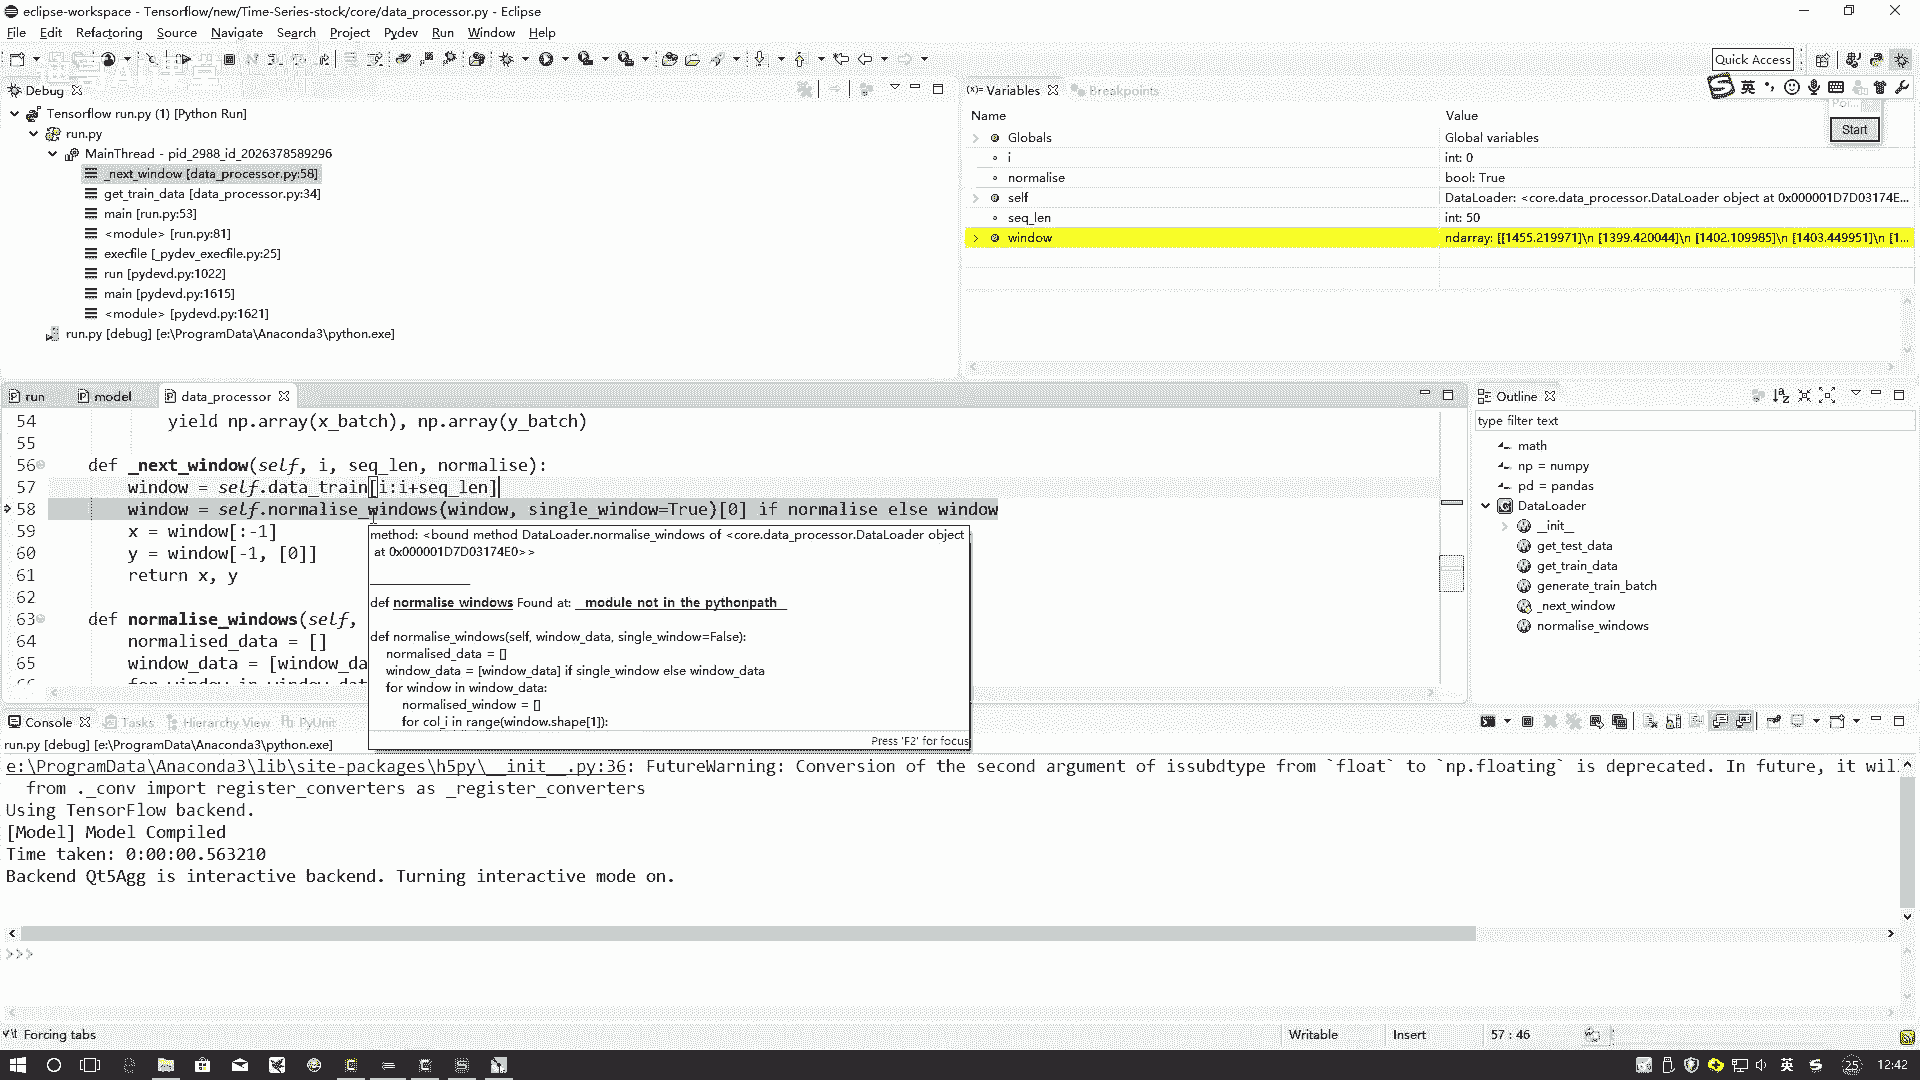 eclipse-workspace - Tensorflow/new/Time-Series-stock/core/data_processor.py - Eclipse
File Edit Refactoring Source Navigate Search Project Pydev Run Window Help
Quick Access
Debug
Tensorflow run.py (1) [Python Run]
run.py
MainThread - pid_2988_id_2026378589296
_next_window [data_processor.py:58]
get_train_data [data_processor.py:34]
main [run.py:53]
<module> [run.py:81]
execfile [_pydev_execfile.py:25]
run [pydevd.py:1022]
main [pydevd.py:1615]
<module> [pydevd.py:1621]
run.py [debug] [e:\ProgramData\Anaconda3\python.exe]
(x)= Variables Breakpoints
英
Start
Name Value
Globals Global variables
i int: 0
normalise bool: True
self DataLoader: <core.data_processor.DataLoader object at 0x000001D7D03174E...
seq_len int: 50
window ndarray: [[1455.219971]\n [1399.420044]\n [1402.109985]\n [1403.449951]\n [1...
run model data_processor
54 yield np.array(x_batch), np.array(y_batch)
55
56 def _next_window(self, i, seq_len, normalise):
57 window = self.data_train[i:i+seq_len]
58 window = self.normalise_windows(window, single_window=True)[0] if normalise else window
59 x = window[:-1]
60 y = window[-1, [0]]
61 return x, y
62
63 def normalise_windows(self,
64 normalised_data = []
65 window_data = [window_da
method: <bound method DataLoader.normalise_windows of <core.data_processor.DataLoader object
at 0x000001D7D03174E0>>
def normalise_windows Found at: __module_not_in_the_pythonpath__
def normalise_windows(self, window_data, single_window=False):
normalised_data = []
window_data = [window_data] if single_window else window_data
for window in window_data:
normalised_window = []
for col_i in range(window.shape[1]):
Press 'F2' for focus
Outline
type filter text
math
np = numpy
pd = pandas
DataLoader
__init__
get_test_data
get_train_data
generate_train_batch
_next_window
normalise_windows
Console Tasks Hierarchy View PyUnit
run.py [debug] [e:\ProgramData\Anaconda3\python.exe]
e:\ProgramData\Anaconda3\lib\site-packages\h5py\__init__.py:36: FutureWarning: Conversion of the second argument of issubdtype from `float` to `np.floating` is deprecated. In future, it wil
from ._conv import register_converters as _register_converters
Using TensorFlow backend.
[Model] Model Compiled
Time taken: 0:00:00.563210
Backend Qt5Agg is interactive backend. Turning interactive mode on.
>>>
Forcing tabs Writable Insert 57 : 46
英 25 12:42